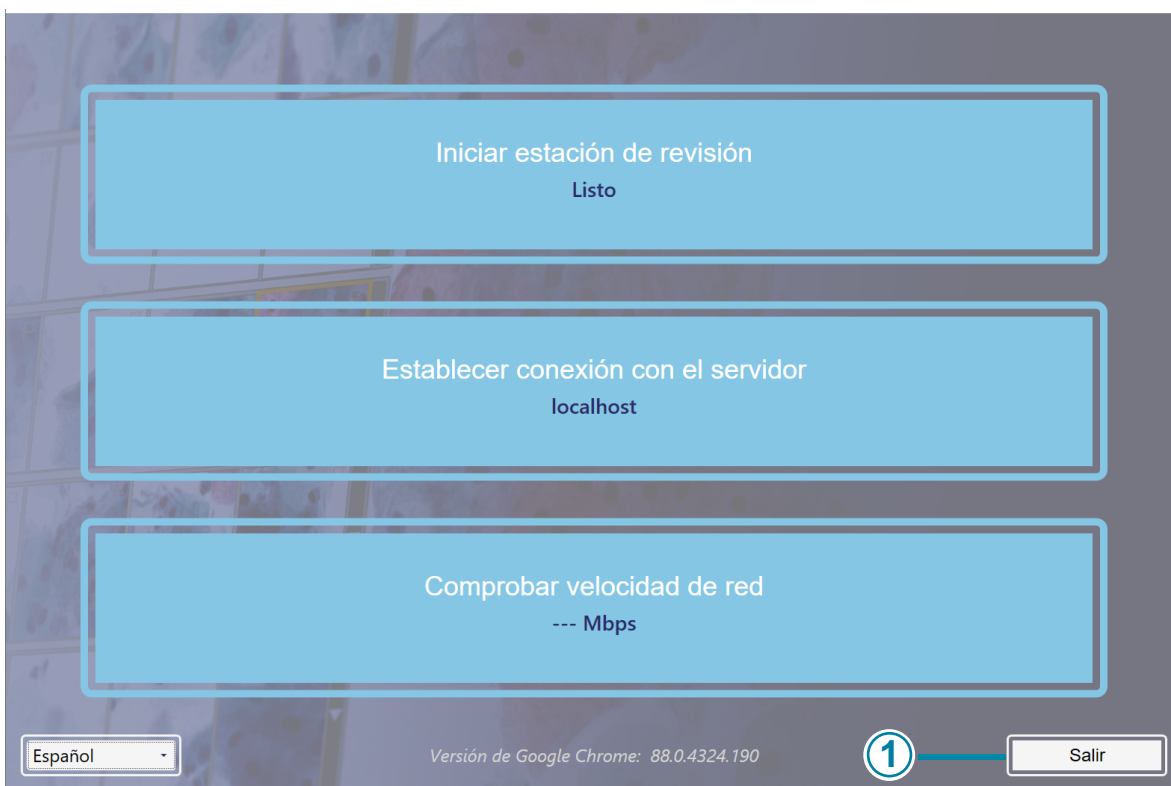 Iniciar estación de revisión
Listo
Establecer conexión con el servidor
localhost
Comprobar velocidad de red
--- Mbps
Español
Versión de Google Chrome: 88.0.4324.190
1
Salir